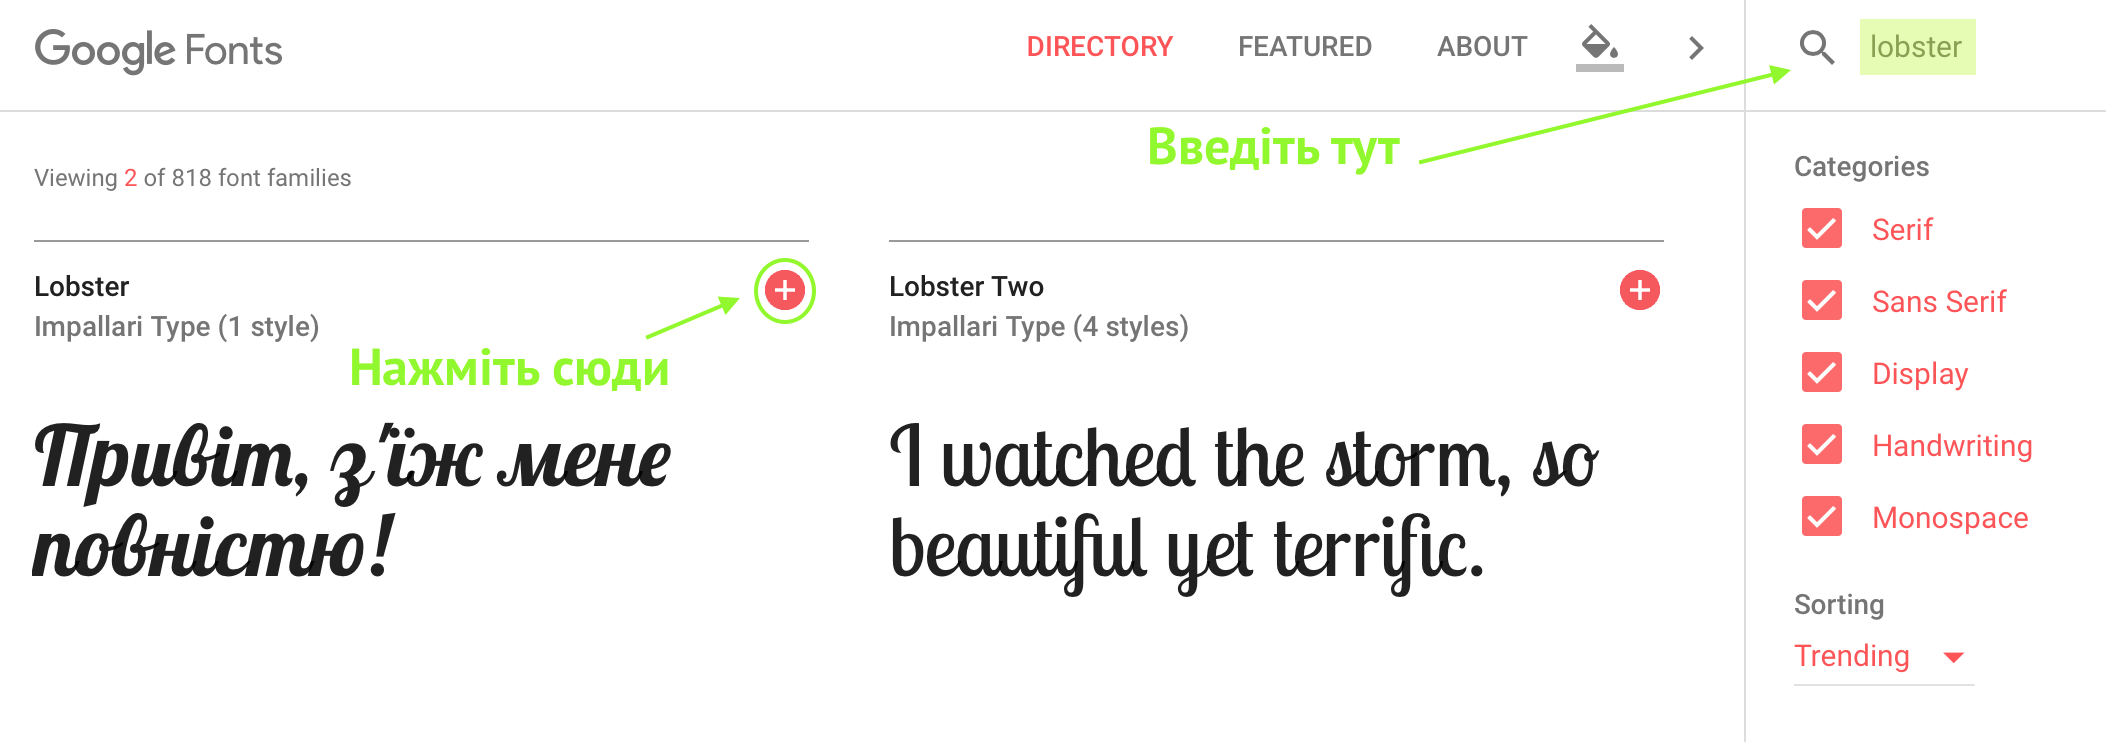 Google Fonts
DIRECTORY
FEATURED
ABOUT
lobster
Введіть тут
Viewing 2 of 818 font families
Lobster
Impallari Type (1 style)
Нажміть сюди
Привіт, з'їж мене
повністю!
Lobster Two
Impallari Type (4 styles)
I watched the storm, so
beautiful yet terrific.
Categories
Serif
Sans Serif
Display
Handwriting
Monospace
Sorting
Trending